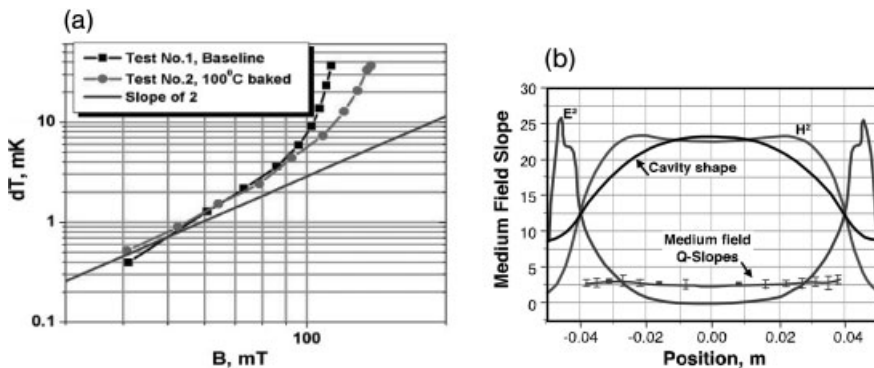 (a)
Test No.1, Baseline
Test No.2, 100°C baked
Slope of 2
10
1
0.1
dT, mK
100
B, mT
(b)
30
25
20
15
10
5
0
Medium Field Slope
E²
H²
Cavity shape
Medium field
Q-Slopes
-0.04
-0.02
0.00
0.02
0.04
Position, m